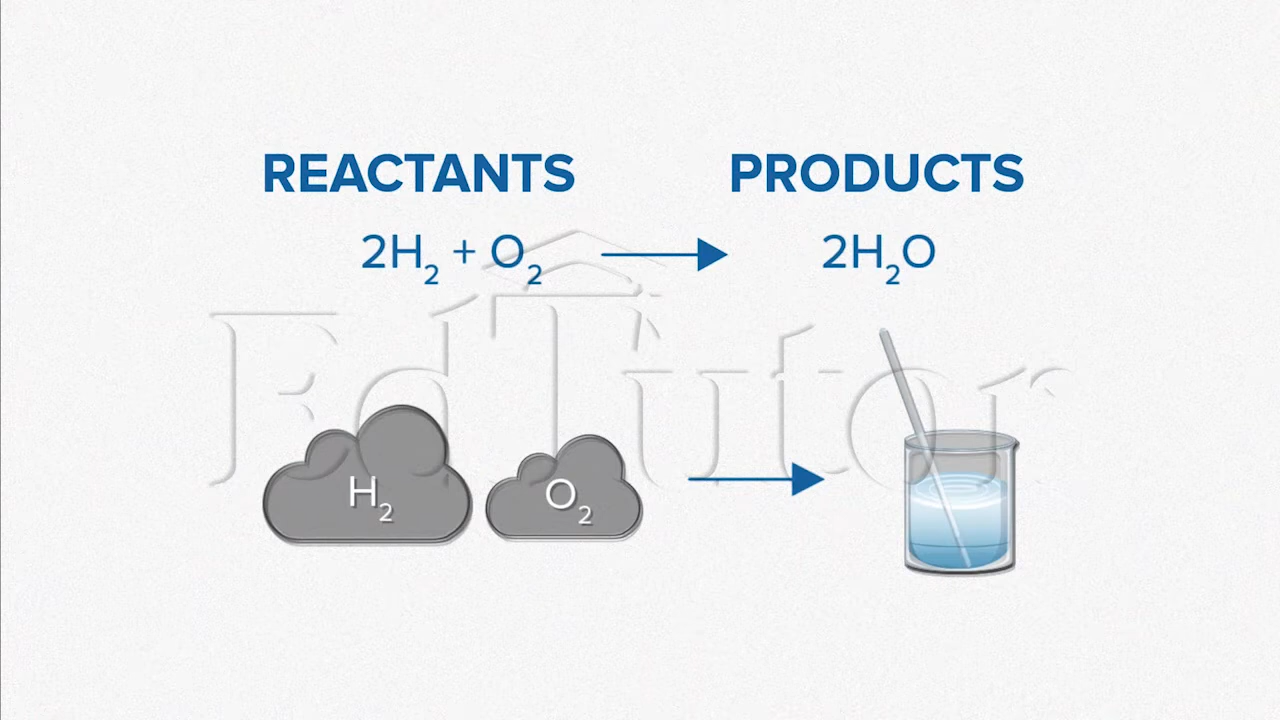 REACTANTS PRODUCTS
2H₂ + O₂ 2H₂O
EdTutor
H₂ O₂